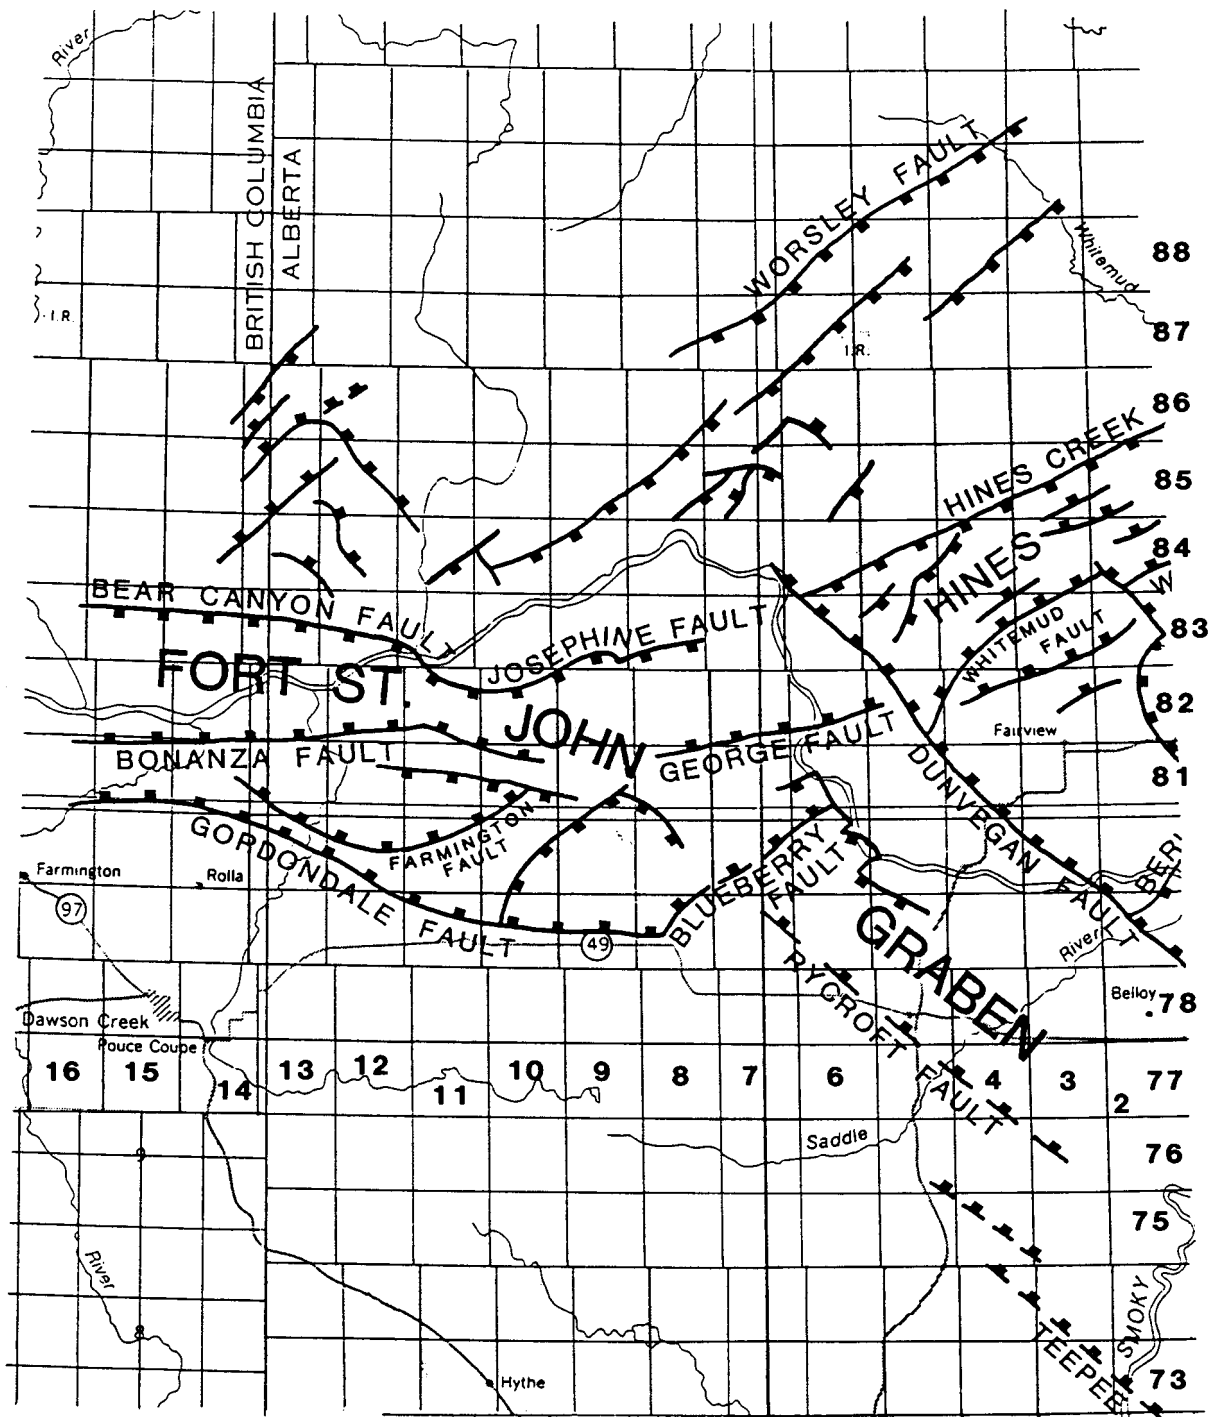 River
BRITISH COLUMBIA
ALBERTA
WORSLEY FAULT
Whitemud
88
I.R.
87
I.R.
86
HINES CREEK
85
HINES
84
BEAR CANYON FAULT
JOSEPHINE FAULT
WHITEMUD
FAULT
W
83
FORT ST. JOHN
82
Fairview
BONANZA FAULT
GEORGE FAULT
81
DUNVEGAN FAULT
FARMINGTON
FAULT
GORDONDALE FAULT
BLUEBERRY
FAULT
BERW
Farmington
Rolla
97
49
GRABEN
River
RYCROFT FAULT
Belloy
78
Dawson Creek
Pouce Coupe
16
15
14
13
12
11
10
9
8
7
6
4
3
2
77
Saddle
76
9
75
River
SMOKY
8
TEEPEE
73
Hythe